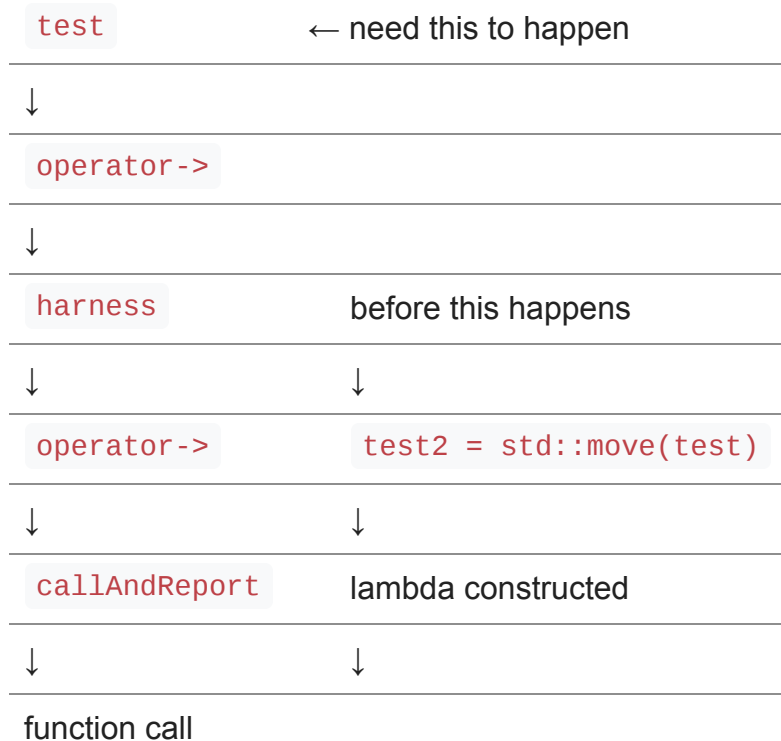 test ← need this to happen
↓
operator->
↓
harness before this happens
↓ ↓
operator-> test2 = std::move(test)
↓ ↓
callAndReport lambda constructed
↓ ↓
function call